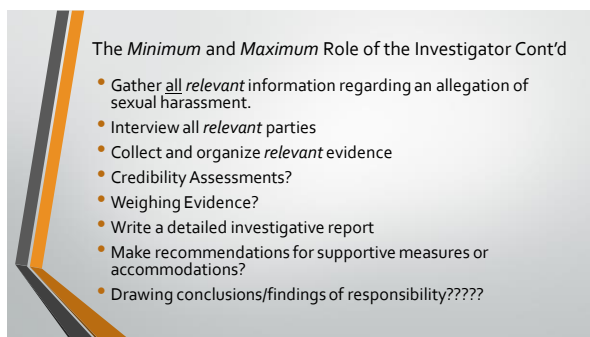 The Minimum and Maximum Role of the Investigator Cont'd
• Gather all relevant information regarding an allegation of
sexual harassment.
• Interview all relevant parties
• Collect and organize relevant evidence
• Credibility Assessments?
• Weighing Evidence?
• Write a detailed investigative report
• Make recommendations for supportive measures or
accommodations?
• Drawing conclusions/findings of responsibility?????